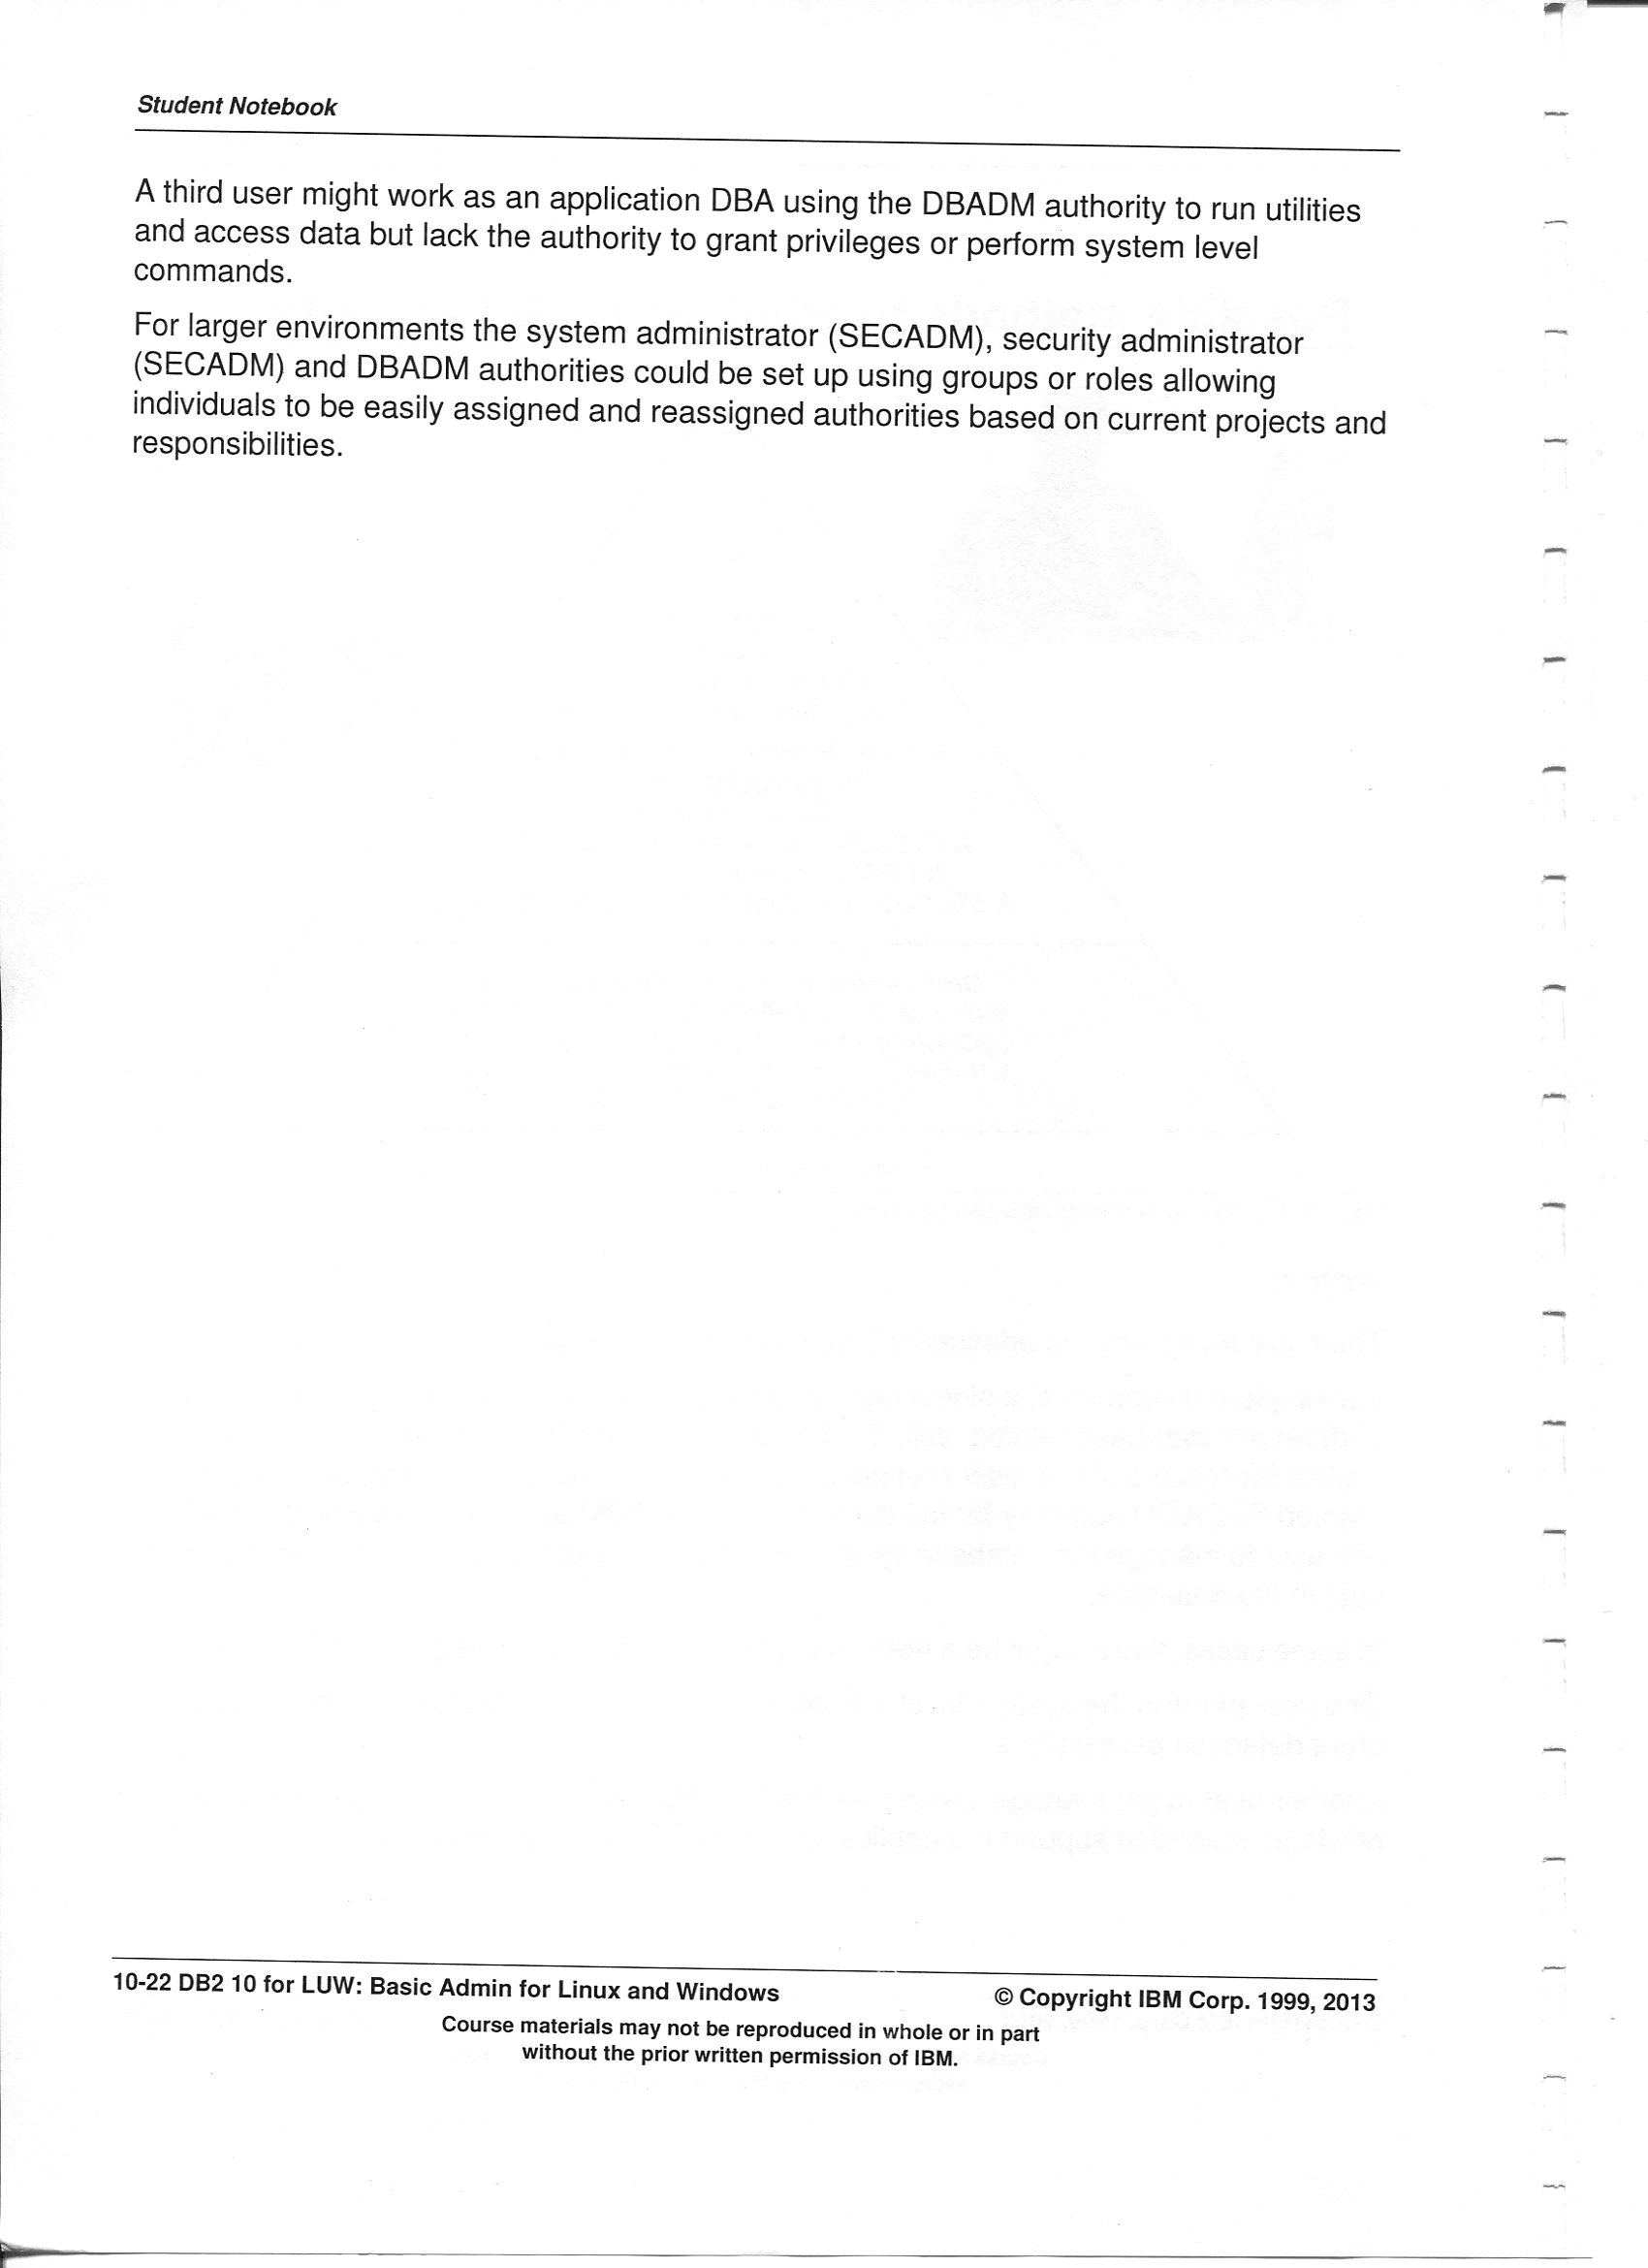 Student Notebook
A third user might work as an application DBA using the DBADM authority to run utilities
and access data but lack the authority to grant privileges or perform system level
commands.
For larger environments the system administrator (SECADM), security administrator
(SECADM) and DBADM authorities could be set up using groups or roles allowing
individuals to be easily assigned and reassigned authorities based on current projects and
responsibilities.
10-22 DB2 10 for LUW: Basic Admin for Linux and Windows © Copyright IBM Corp. 1999, 2013
Course materials may not be reproduced in whole or in part
without the prior written permission of IBM.